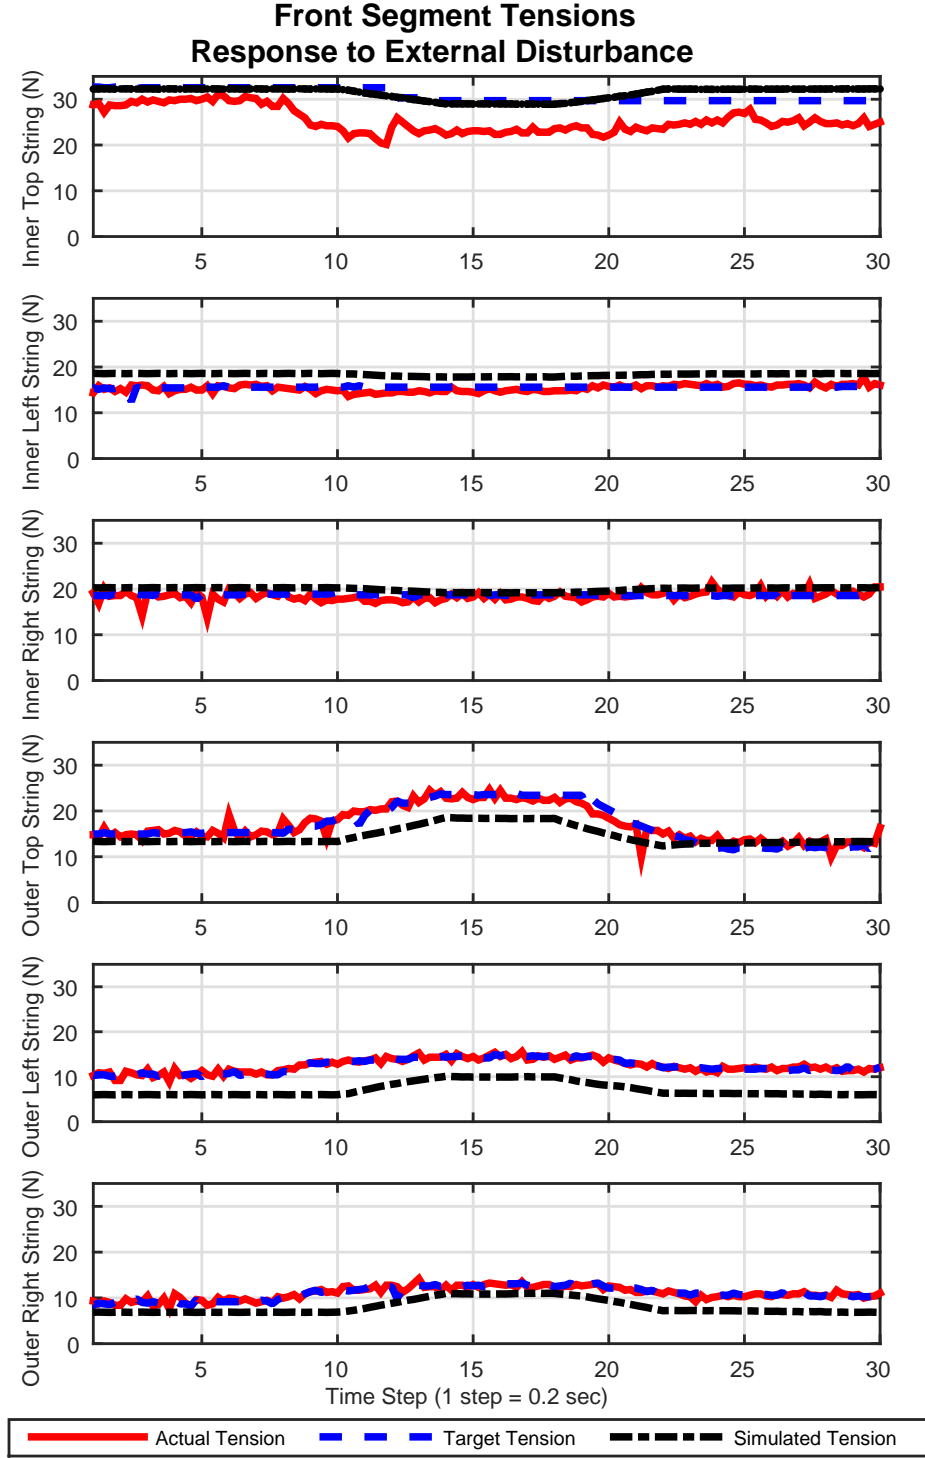 Front Segment Tensions
Response to External Disturbance
Inner Top String (N)
30
20
10
0
5 10 15 20 25 30
Inner Left String (N)
30
20
10
0
5 10 15 20 25 30
Inner Right String (N)
30
20
10
0
5 10 15 20 25 30
Outer Top String (N)
30
20
10
0
5 10 15 20 25 30
Outer Left String (N)
30
20
10
0
5 10 15 20 25 30
Outer Right String (N)
30
20
10
0
5 10 15 20 25 30
Time Step (1 step = 0.2 sec)
Actual Tension Target Tension Simulated Tension